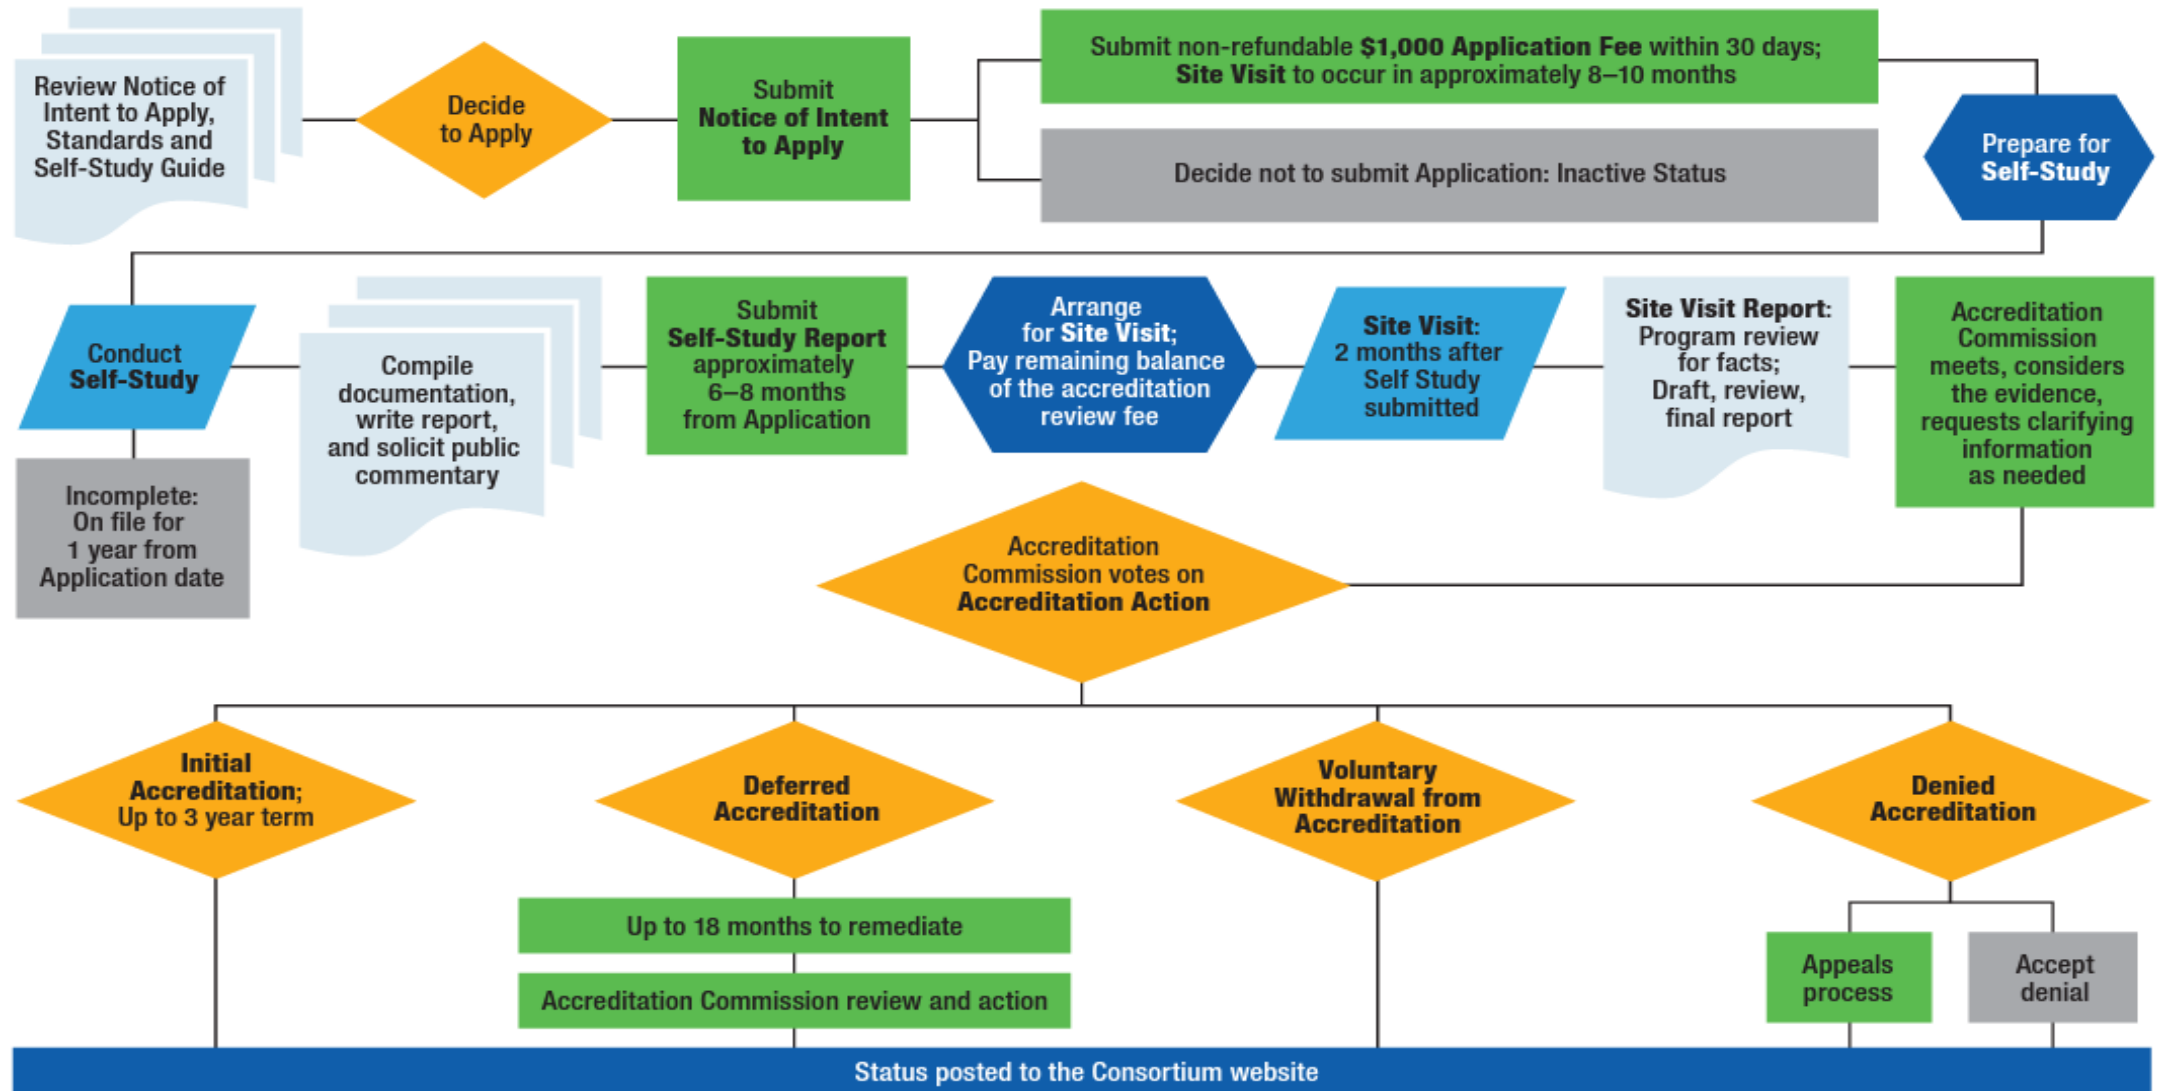 Review Notice of
Intent to Apply,
Standards and
Self-Study Guide
Decide
to Apply
Submit
Notice of Intent
to Apply
Submit non-refundable $1,000 Application Fee within 30 days;
Site Visit to occur in approximately 8–10 months
Decide not to submit Application: Inactive Status
Prepare for
Self-Study
Conduct
Self-Study
Incomplete:
On file for
1 year from
Application date
Compile
documentation,
write report,
and solicit public
commentary
Submit
Self-Study Report
approximately
6–8 months
from Application
Arrange
for Site Visit;
Pay remaining balance
of the accreditation
review fee
Site Visit:
2 months after
Self Study
submitted
Site Visit Report:
Program review
for facts;
Draft, review,
final report
Accreditation
Commission
meets, considers
the evidence,
requests clarifying
information
as needed
Accreditation
Commission votes on
Accreditation Action
Initial
Accreditation;
Up to 3 year term
Deferred
Accreditation
Up to 18 months to remediate
Accreditation Commission review and action
Voluntary
Withdrawal from
Accreditation
Denied
Accreditation
Appeals
process
Accept
denial
Status posted to the Consortium website